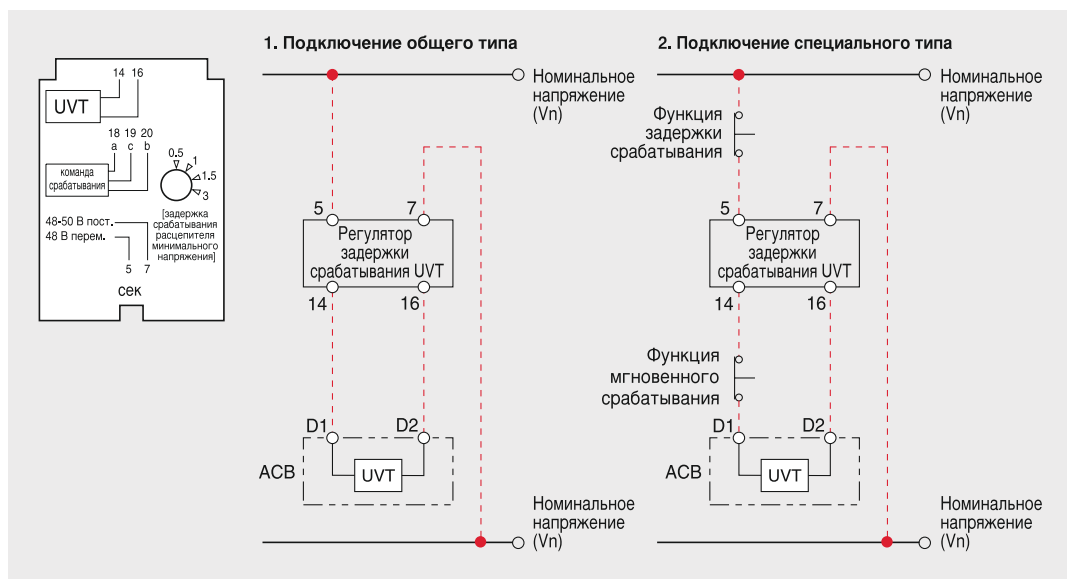 14 16
UVT
18 19 20
a c b
команда
срабатывания
0.5
1
1.5
3
48-50 В пост.
48 В перем.
[задержка
срабатывания
расцепителя
минимального
напряжения]
5 7
сек
1. Подключение общего типа
Номинальное
напряжение
(Vn)
5 7
Регулятор
задержки
срабатывания UVT
14 16
D1 D2
ACB
UVT
Номинальное
напряжение
(Vn)
2. Подключение специального типа
Номинальное
напряжение
(Vn)
Функция
задержки
срабатывания
5 7
Регулятор
задержки
срабатывания UVT
14 16
Функция
мгновенного
срабатывания
D1 D2
ACB
UVT
Номинальное
напряжение
(Vn)